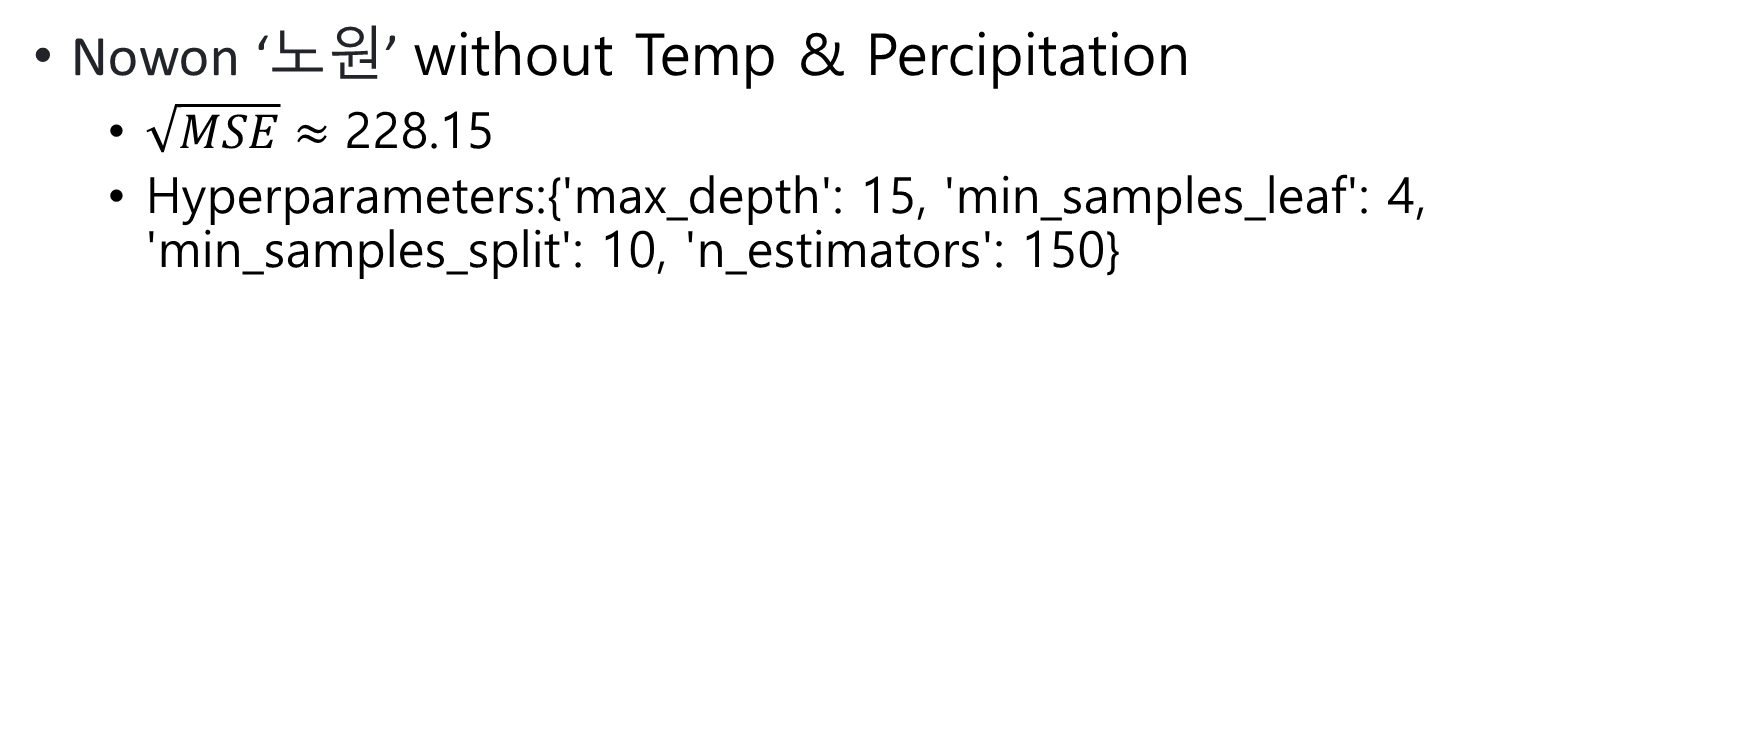 • Nowon ‘노원’ without Temp & Percipitation
• √MSE ≈ 228.15
• Hyperparameters:{'max_depth': 15, 'min_samples_leaf': 4,
'min_samples_split': 10, 'n_estimators': 150}